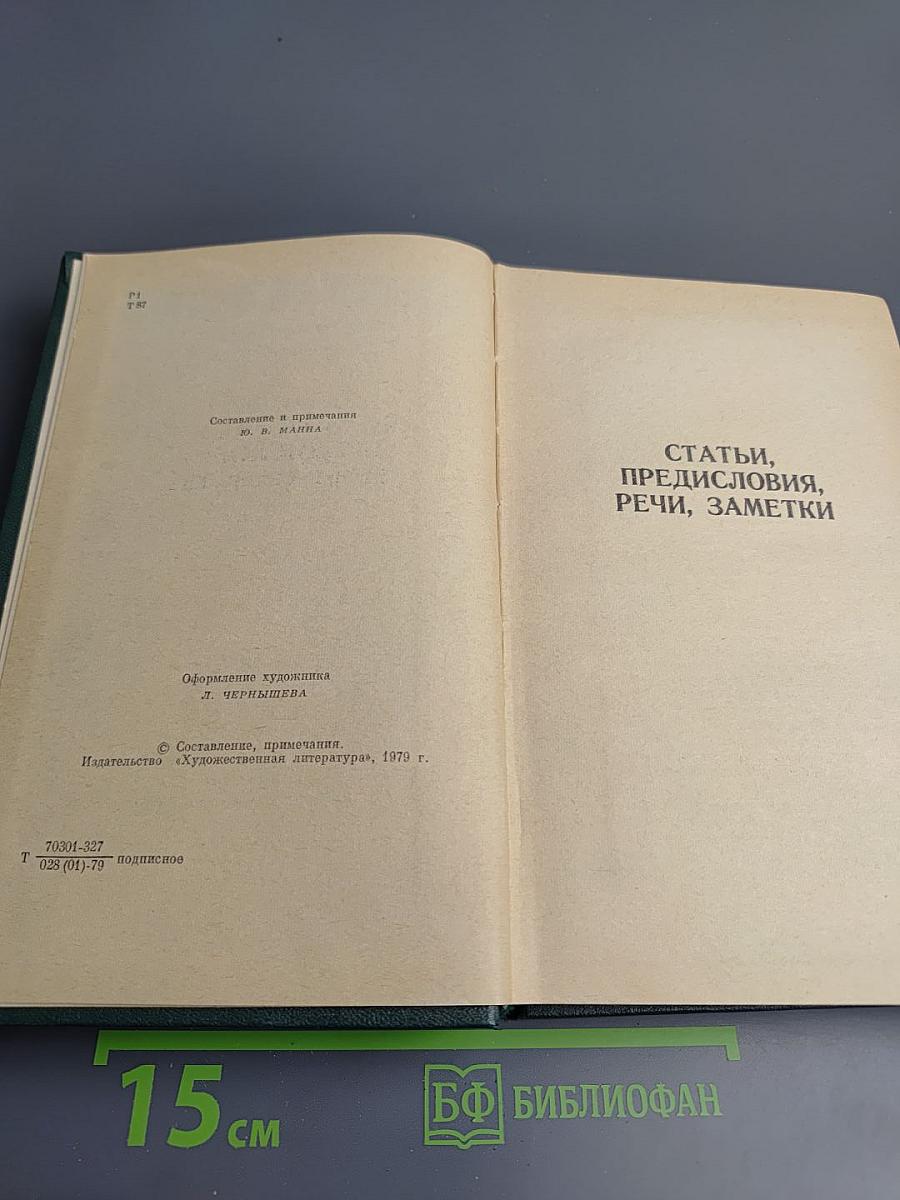 Р1
Т 87
Составление и примечания
Ю. В. МАННА
Оформление художника
Л. ЧЕРНЫШЕВА
© Составление, примечания.
Издательство «Художественная литература», 1979 г.
Т 70301-327
028 (01)-79 подписное
СТАТЬИ,
ПРЕДИСЛОВИЯ,
РЕЧИ, ЗАМЕТКИ
15 см
БФ БИБЛИОФАН